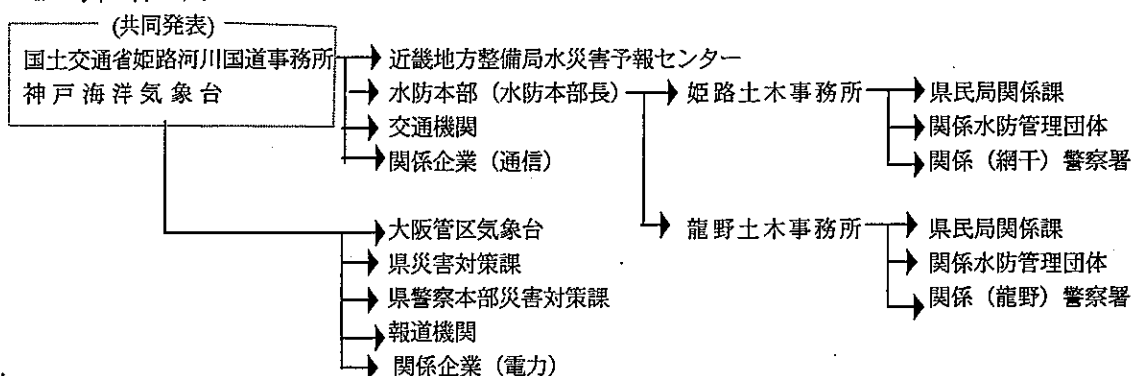 (共同発表)
国土交通省姫路河川国道事務所
神戸海洋気象台
近畿地方整備局水災害予報センター
水防本部（水防本部長）
交通機関
関係企業（通信）
姫路土木事務所
県民局関係課
関係水防管理団体
関係（網干）警察署
龍野土木事務所
県民局関係課
関係水防管理団体
関係（龍野）警察署
大阪管区気象台
県災害対策課
県警察本部災害対策課
報道機関
関係企業（電力）